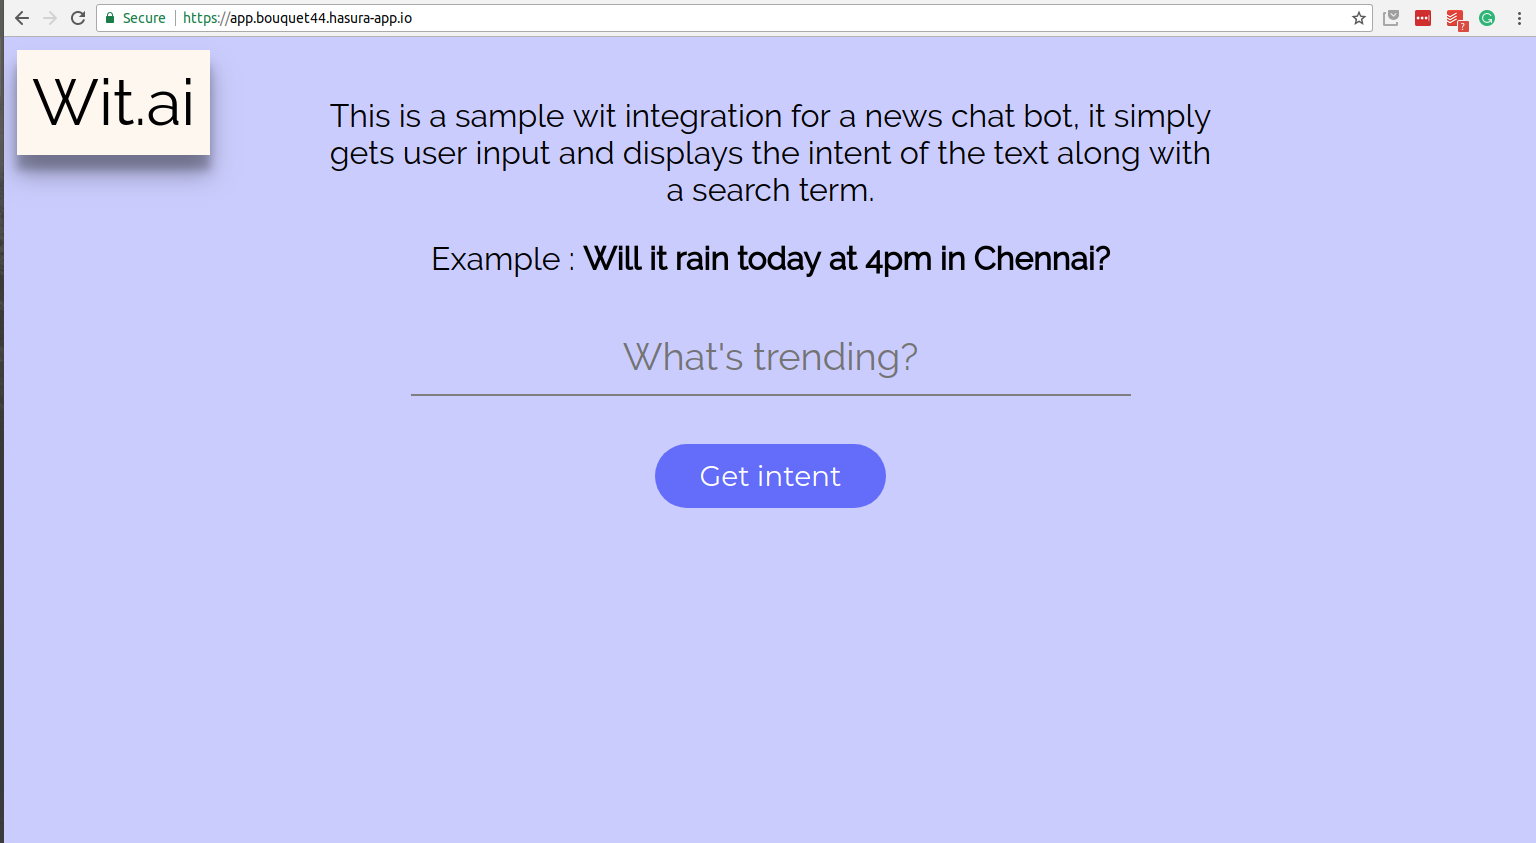 Secure https://app.bouquet44.hasura-app.io
?
Wit.ai
This is a sample wit integration for a news chat bot, it simply
gets user input and displays the intent of the text along with
a search term.
Example : Will it rain today at 4pm in Chennai?
What's trending?
Get intent